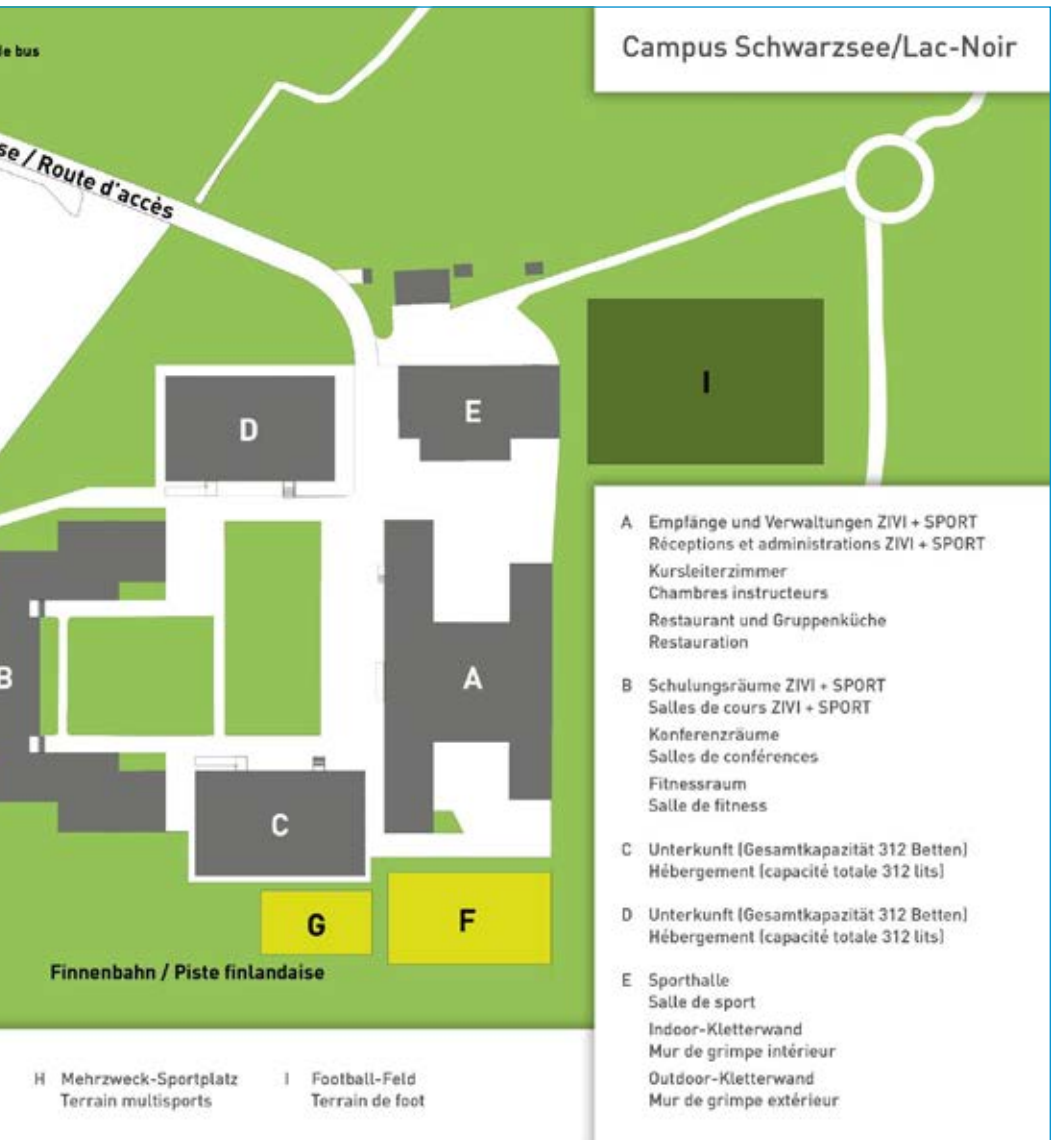 Campus Schwarzsee/Lac-Noir
le bus
se / Route d'accès
D
E
I
B
A
C
G
F
Finnenbahn / Piste finlandaise
A Empfänge und Verwaltungen ZIVI + SPORT
Réceptions et administrations ZIVI + SPORT
Kursleiterzimmer
Chambres instructeurs
Restaurant und Gruppenküche
Restauration
B Schulungsräume ZIVI + SPORT
Salles de cours ZIVI + SPORT
Konferenzräume
Salles de conférences
Fitnessraum
Salle de fitness
C Unterkunft (Gesamtkapazität 312 Betten)
Hébergement (capacité totale 312 lits)
D Unterkunft (Gesamtkapazität 312 Betten)
Hébergement (capacité totale 312 lits)
E Sporthalle
Salle de sport
Indoor-Kletterwand
Mur de grimpe intérieur
Outdoor-Kletterwand
Mur de grimpe extérieur
H Mehrzweck-Sportplatz
Terrain multisports
I Football-Feld
Terrain de foot